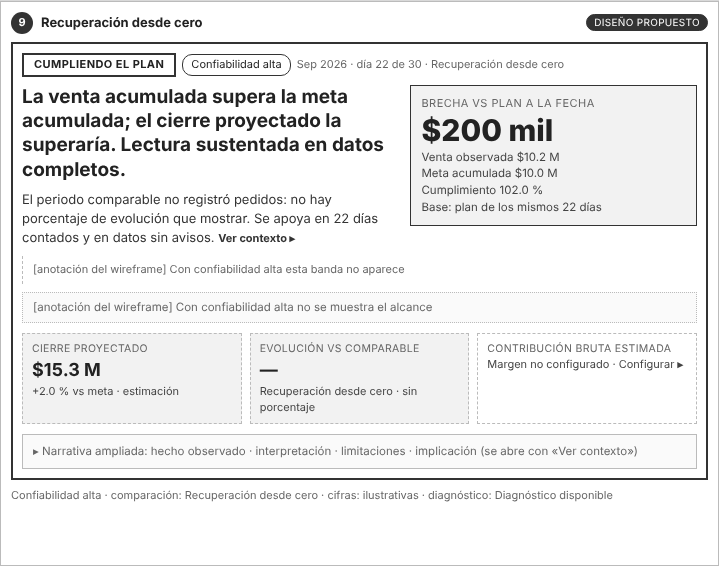 9 Recuperación desde cero
DISEÑO PROPUESTO
CUMPLIENDO EL PLAN Confiabilidad alta Sep 2026 · día 22 de 30 · Recuperación desde cero
La venta acumulada supera la meta
acumulada; el cierre proyectado la
superaría. Lectura sustentada en datos
completos.
El periodo comparable no registró pedidos: no hay
porcentaje de evolución que mostrar. Se apoya en 22 días
contados y en datos sin avisos. Ver contexto ▸
BRECHA VS PLAN A LA FECHA
$200 mil
Venta observada $10.2 M
Meta acumulada $10.0 M
Cumplimiento 102.0 %
Base: plan de los mismos 22 días
[anotación del wireframe] Con confiabilidad alta esta banda no aparece
[anotación del wireframe] Con confiabilidad alta no se muestra el alcance
CIERRE PROYECTADO
$15.3 M
+2.0 % vs meta · estimación
EVOLUCIÓN VS COMPARABLE
—
Recuperación desde cero · sin
porcentaje
CONTRIBUCIÓN BRUTA ESTIMADA
Margen no configurado · Configurar ▸
▸ Narrativa ampliada: hecho observado · interpretación · limitaciones · implicación (se abre con «Ver contexto»)
Confiabilidad alta · comparación: Recuperación desde cero · cifras: ilustrativas · diagnóstico: Diagnóstico disponible